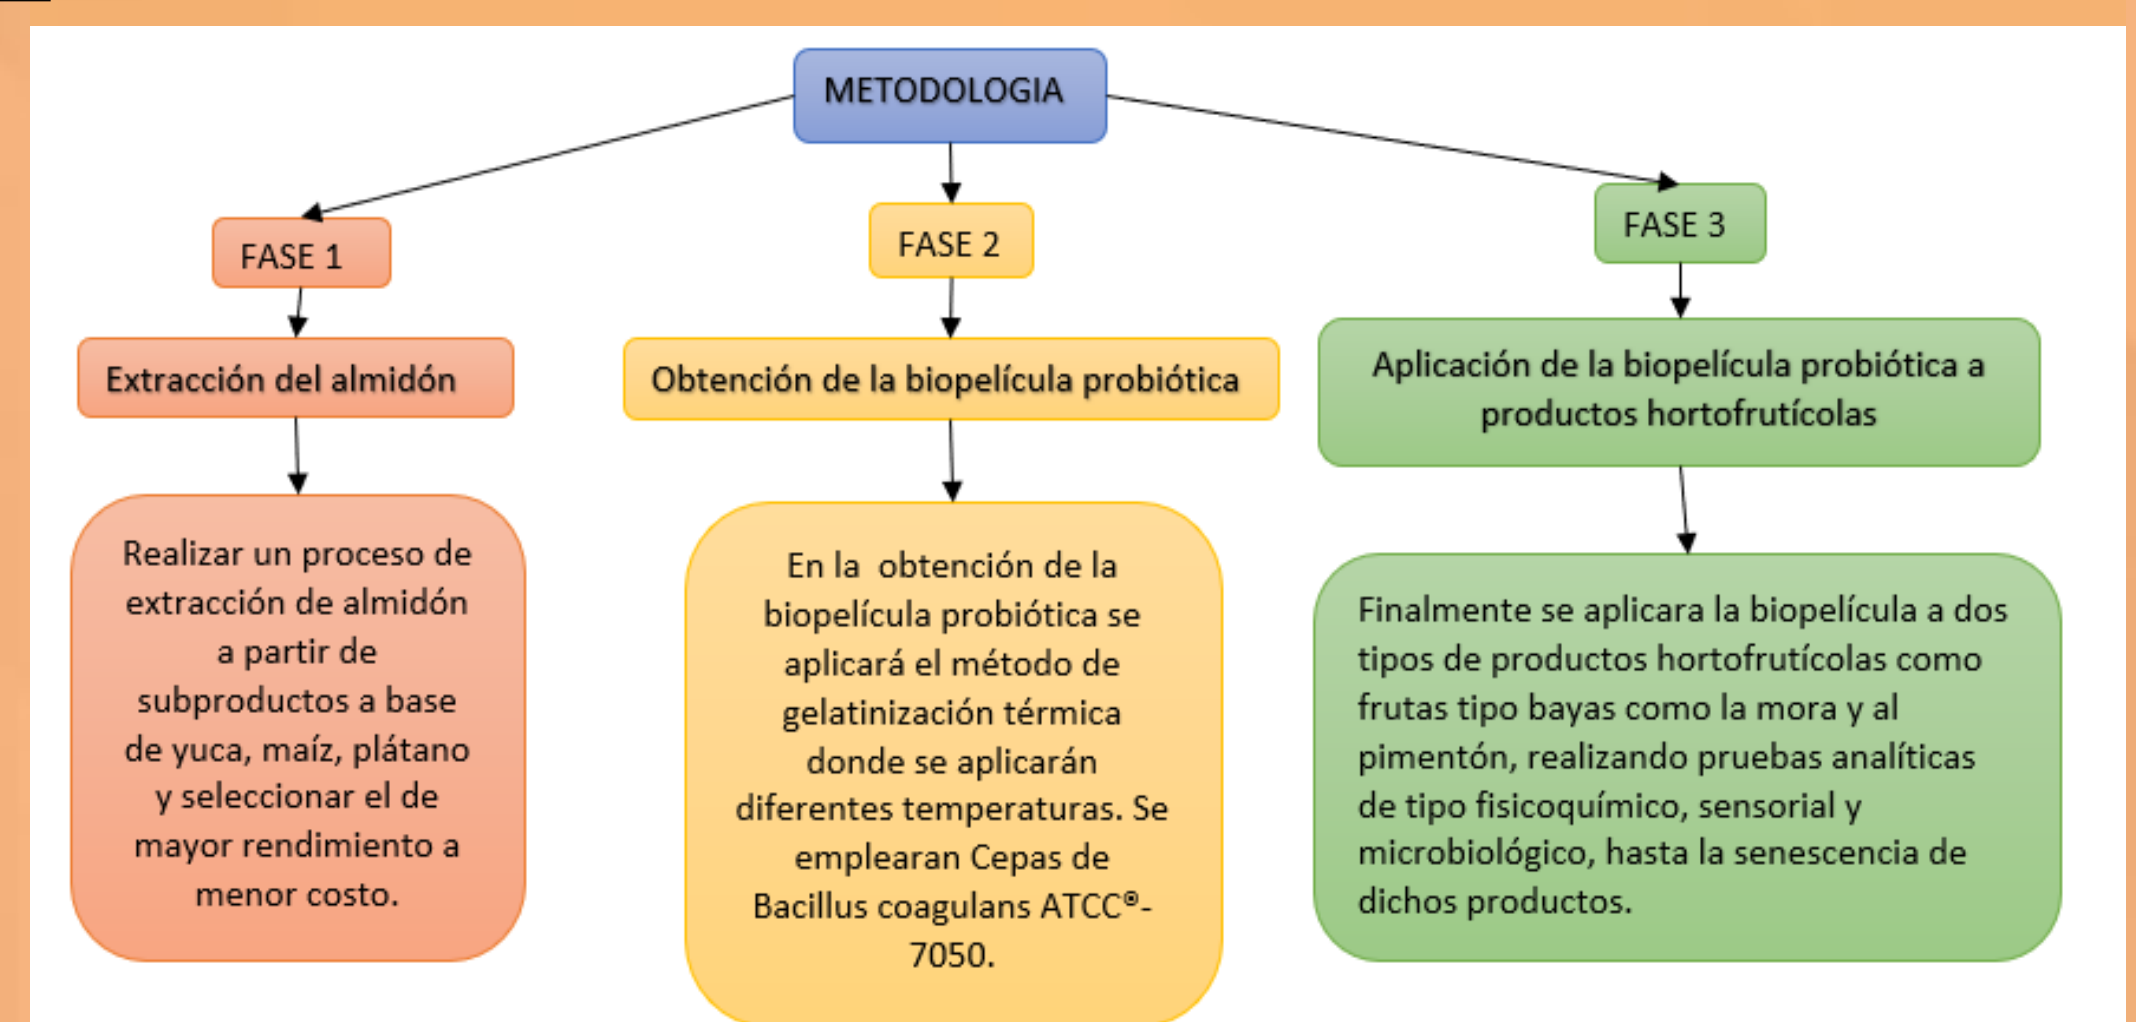 METODOLOGIA
FASE 1
Extracción del almidón
Realizar un proceso de
extracción de almidón
a partir de
subproductos a base
de yuca, maíz, plátano
y seleccionar el de
mayor rendimiento a
menor costo.
FASE 2
Obtención de la biopelícula probiótica
En la obtención de la
biopelícula probiótica se
aplicará el método de
gelatinización térmica
donde se aplicarán
diferentes temperaturas. Se
emplearan Cepas de
Bacillus coagulans ATCC®-
7050.
FASE 3
Aplicación de la biopelícula probiótica a
productos hortofrutícolas
Finalmente se aplicara la biopelícula a dos
tipos de productos hortofrutícolas como
frutas tipo bayas como la mora y al
pimentón, realizando pruebas analíticas
de tipo fisicoquímico, sensorial y
microbiológico, hasta la senescencia de
dichos productos.